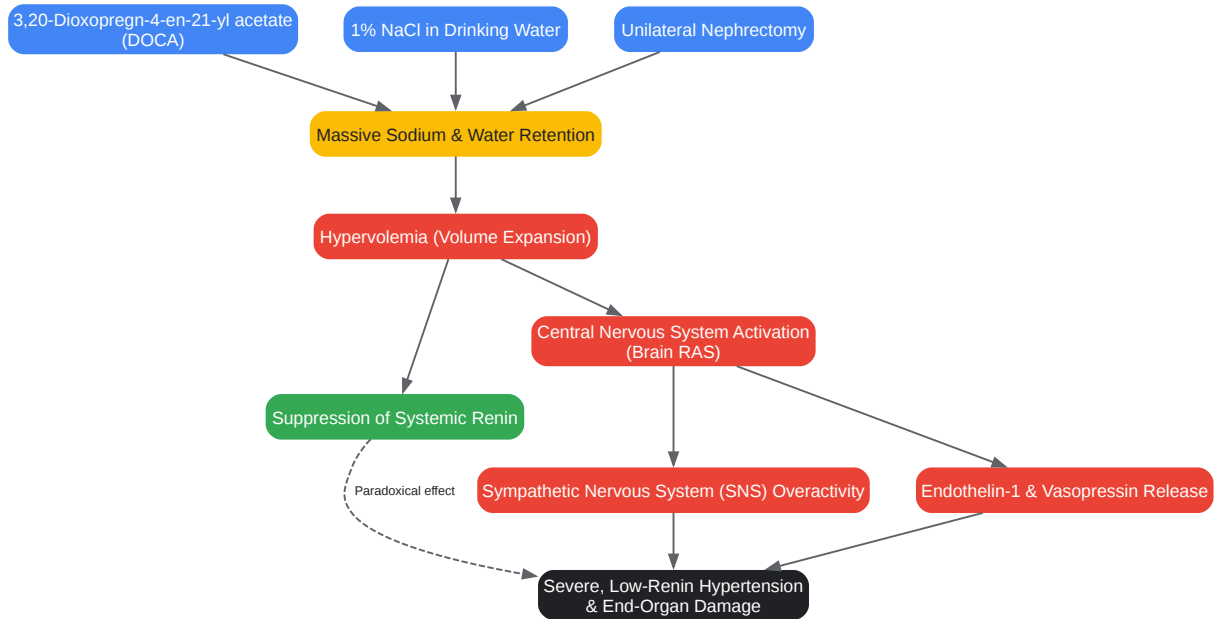 3,20-Dioxopregn-4-en-21-yl acetate
(DOCA)
1% NaCl in Drinking Water
Unilateral Nephrectomy
Massive Sodium & Water Retention
Hypervolemia (Volume Expansion)
Central Nervous System Activation
(Brain RAS)
Suppression of Systemic Renin
Paradoxical effect
Sympathetic Nervous System (SNS) Overactivity
Endothelin-1 & Vasopressin Release
Severe, Low-Renin Hypertension
& End-Organ Damage